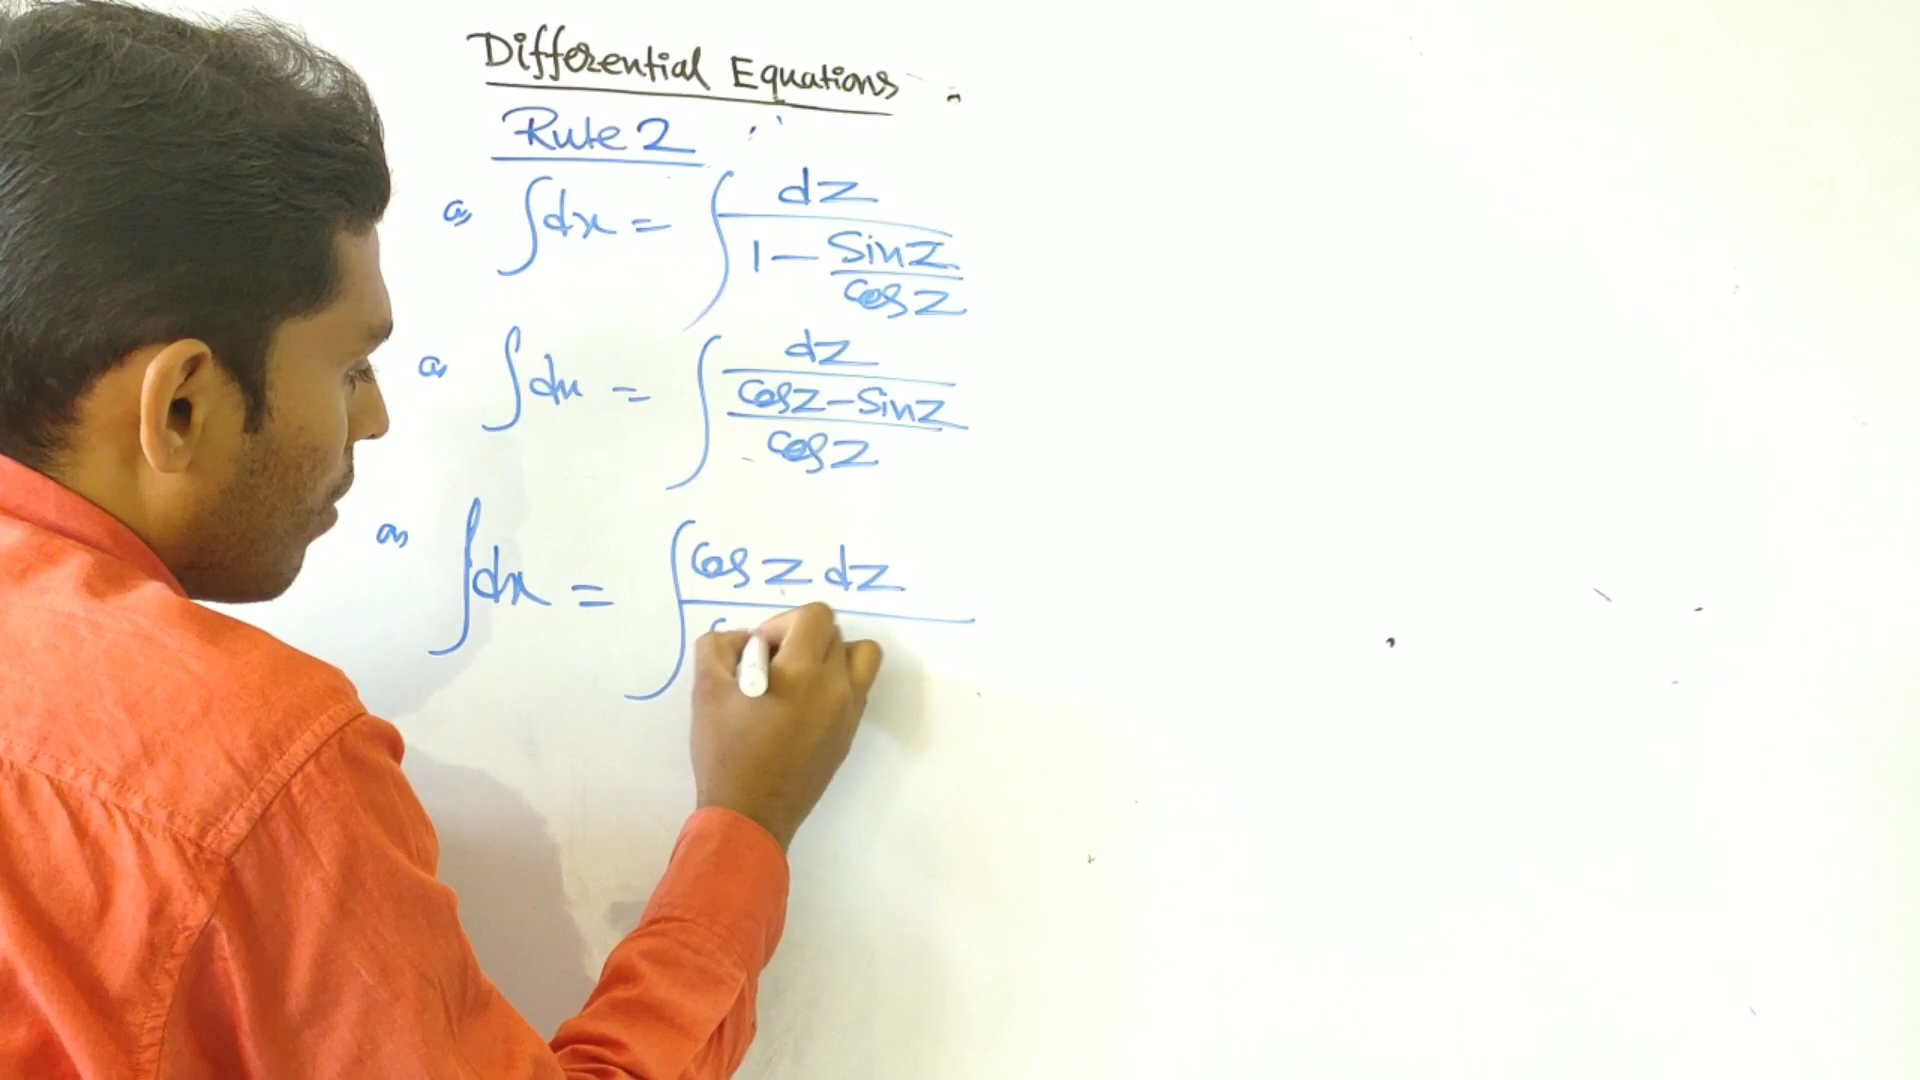 Differential Equations
Rule 2
∫dx = ∫ dz / (1 - Sinz / Cosz)
∫dx = ∫ dz / ((Cosz - Sinz) / Cosz)
∫dx = ∫ Cos z dz